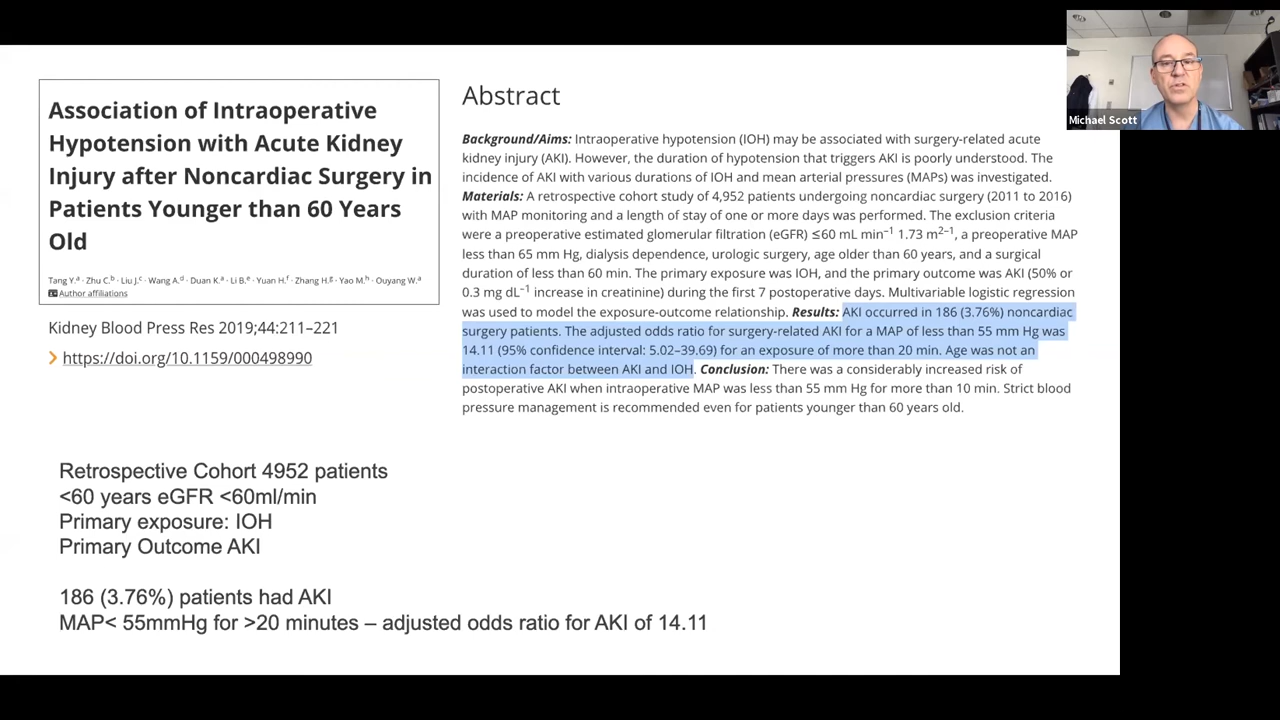 Michael Scott
Association of Intraoperative
Hypotension with Acute Kidney
Injury after Noncardiac Surgery in
Patients Younger than 60 Years
Old
Tang Y.a · Zhu C.b · Liu J.c · Wang A.d · Duan K.a · Li B.e · Yuan H.f · Zhang H.g · Yao M.h · Ouyang W.a
Author affiliations
Kidney Blood Press Res 2019;44:211–221
https://doi.org/10.1159/000498990
Abstract
Background/Aims: Intraoperative hypotension (IOH) may be associated with surgery-related acute
kidney injury (AKI). However, the duration of hypotension that triggers AKI is poorly understood. The
incidence of AKI with various durations of IOH and mean arterial pressures (MAPs) was investigated.
Materials: A retrospective cohort study of 4,952 patients undergoing noncardiac surgery (2011 to 2016)
with MAP monitoring and a length of stay of one or more days was performed. The exclusion criteria
were a preoperative estimated glomerular filtration (eGFR) ≤60 mL min−1 1.73 m2−1, a preoperative MAP
less than 65 mm Hg, dialysis dependence, urologic surgery, age older than 60 years, and a surgical
duration of less than 60 min. The primary exposure was IOH, and the primary outcome was AKI (50% or
0.3 mg dL−1 increase in creatinine) during the first 7 postoperative days. Multivariable logistic regression
was used to model the exposure-outcome relationship. Results: AKI occurred in 186 (3.76%) noncardiac
surgery patients. The adjusted odds ratio for surgery-related AKI for a MAP of less than 55 mm Hg was
14.11 (95% confidence interval: 5.02–39.69) for an exposure of more than 20 min. Age was not an
interaction factor between AKI and IOH. Conclusion: There was a considerably increased risk of
postoperative AKI when intraoperative MAP was less than 55 mm Hg for more than 10 min. Strict blood
pressure management is recommended even for patients younger than 60 years old.
Retrospective Cohort 4952 patients
<60 years eGFR <60ml/min
Primary exposure: IOH
Primary Outcome AKI
186 (3.76%) patients had AKI
MAP< 55mmHg for >20 minutes – adjusted odds ratio for AKI of 14.11